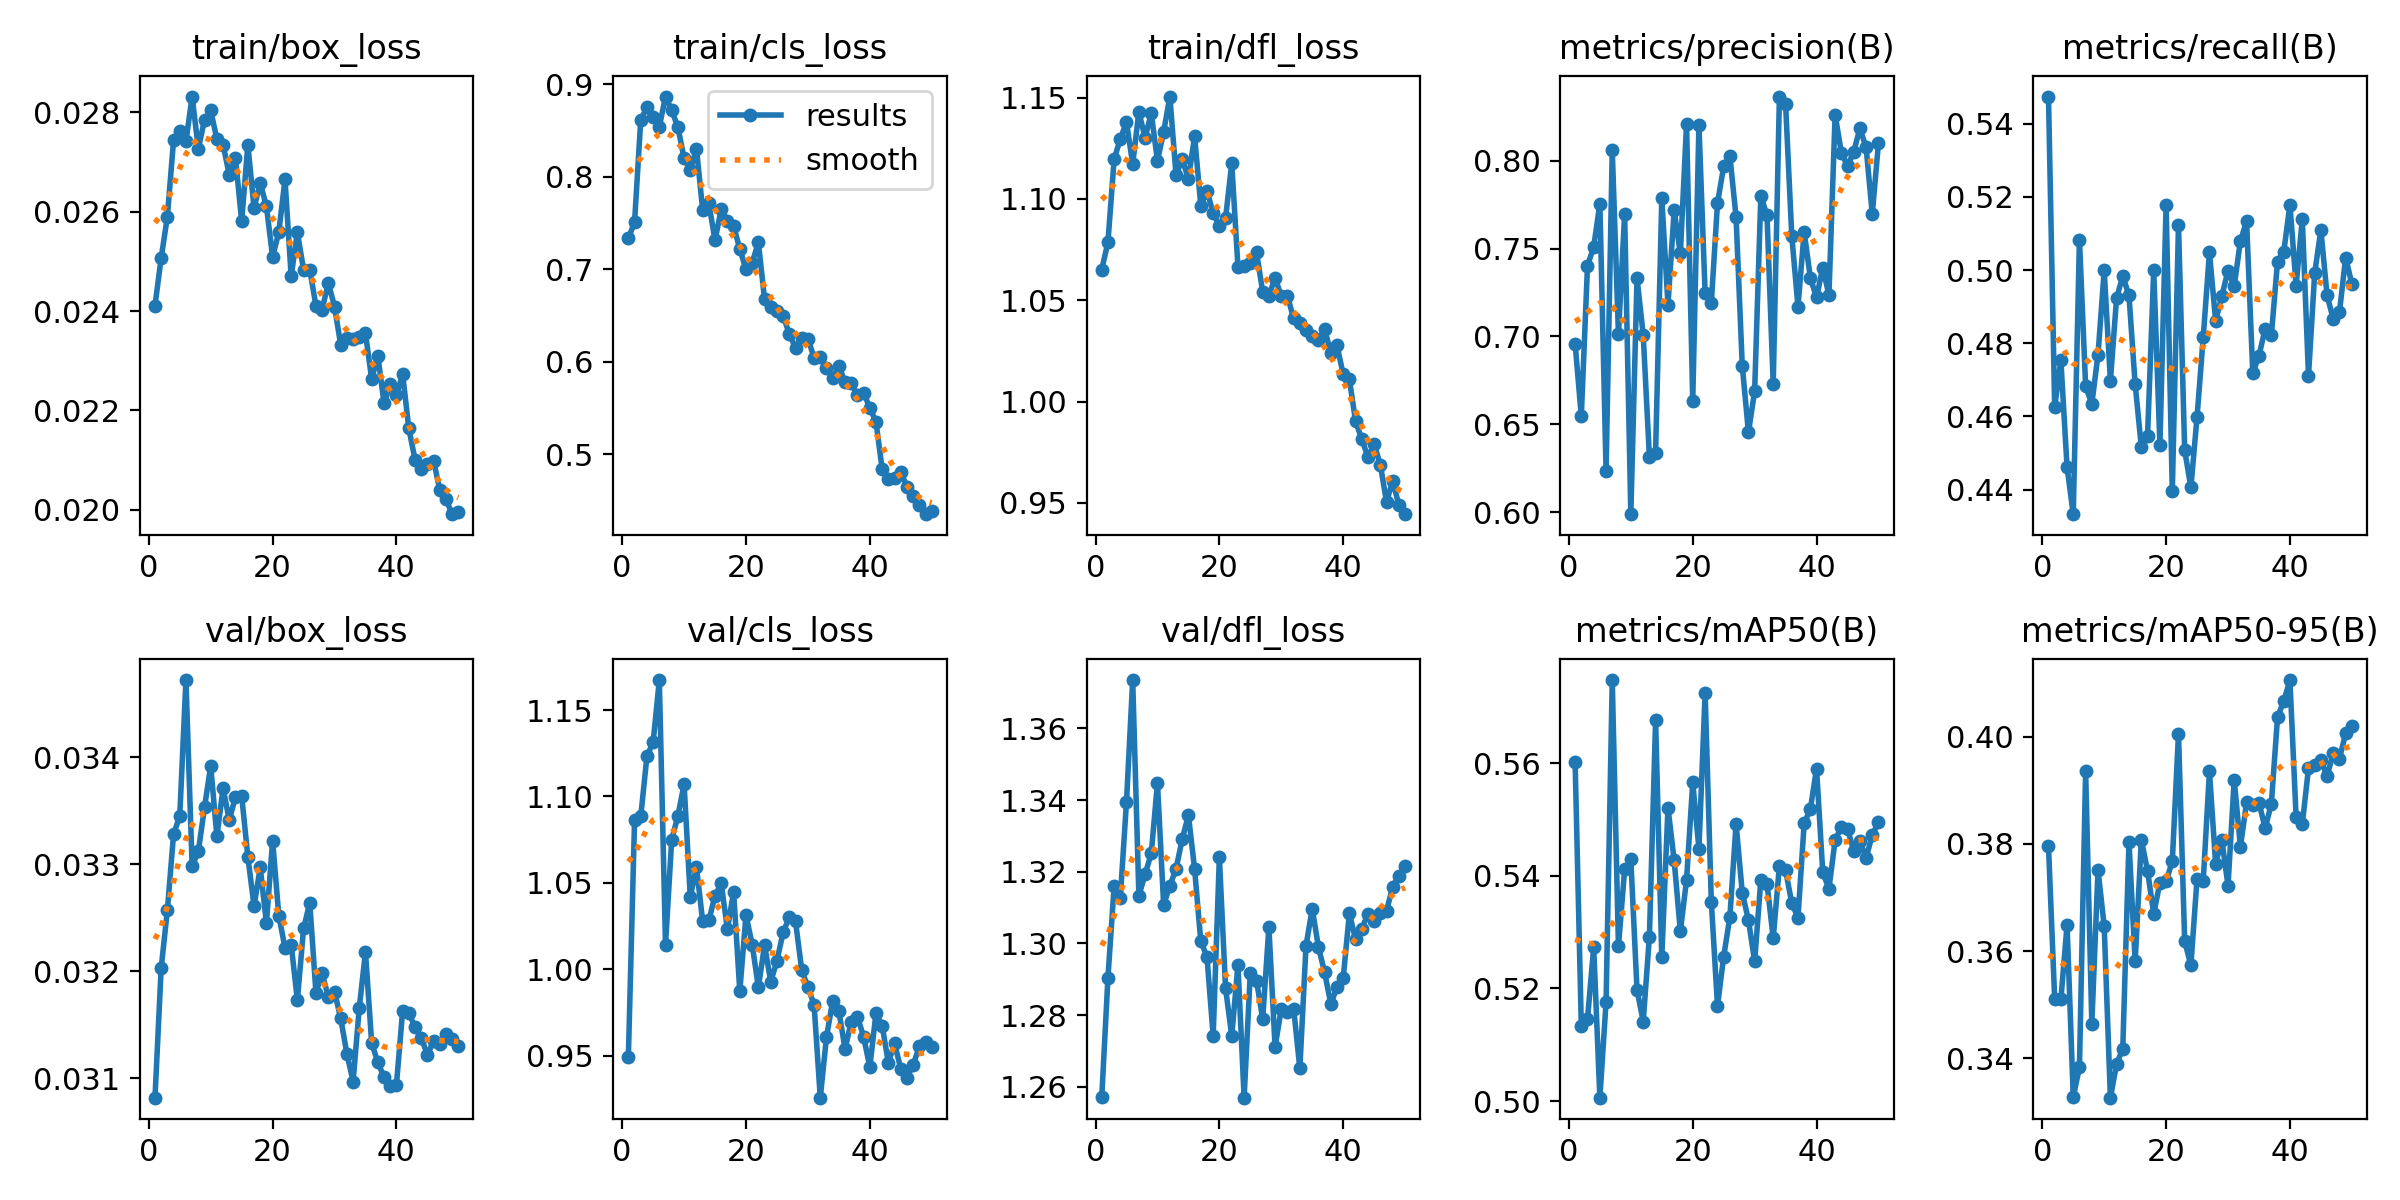 train/box_loss
0.028
0.026
0.024
0.022
0.020
0 20 40
train/cls_loss
results
smooth
0.9
0.8
0.7
0.6
0.5
0 20 40
train/dfl_loss
1.15
1.10
1.05
1.00
0.95
0 20 40
metrics/precision(B)
0.80
0.75
0.70
0.65
0.60
0 20 40
metrics/recall(B)
0.54
0.52
0.50
0.48
0.46
0.44
0 20 40
val/box_loss
0.034
0.033
0.032
0.031
0 20 40
val/cls_loss
1.15
1.10
1.05
1.00
0.95
0 20 40
val/dfl_loss
1.36
1.34
1.32
1.30
1.28
1.26
0 20 40
metrics/mAP50(B)
0.56
0.54
0.52
0.50
0 20 40
metrics/mAP50-95(B)
0.40
0.38
0.36
0.34
0 20 40